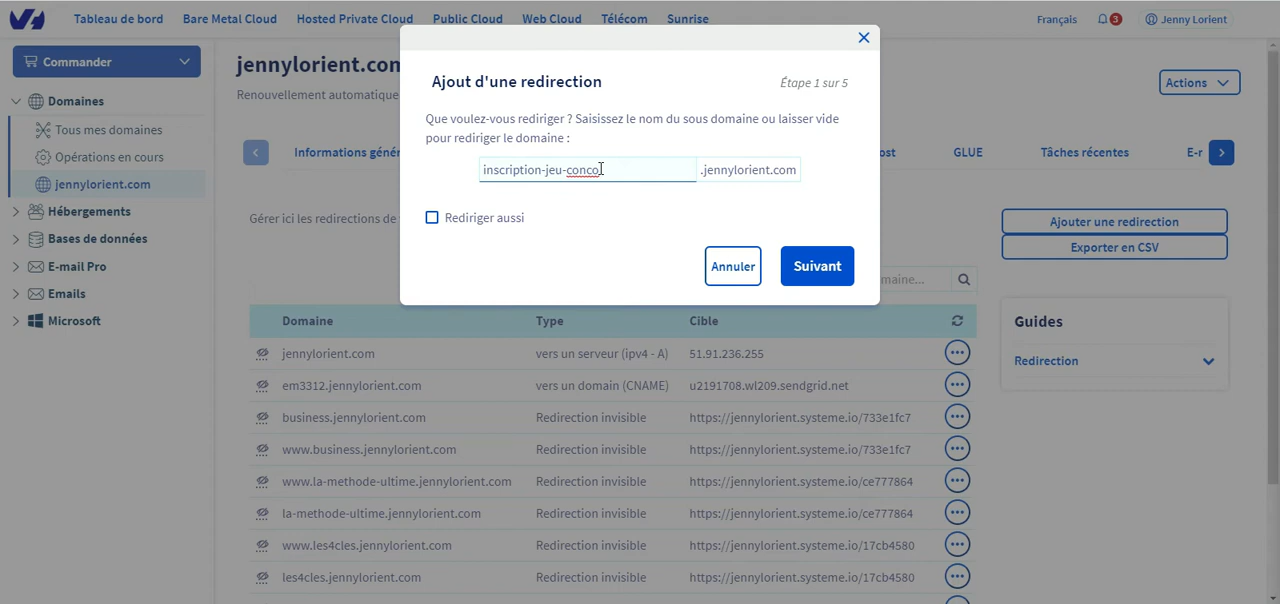 Tableau de bord Bare Metal Cloud Hosted Private Cloud Public Cloud Web Cloud Télécom Sunrise Français 3 Jenny Lorient
Commander
Domaines
Tous mes domaines
Opérations en cours
jennylorient.com
Hébergements
Bases de données
E-mail Pro
Emails
Microsoft
jennylorient.com
Renouvellement automatique
Actions
Informations génér
GLUE Tâches récentes E-r
Gérer ici les redirections de
Ajout d'une redirection Étape 1 sur 5
Que voulez-vous rediriger ? Saisissez le nom du sous domaine ou laisser vide
pour rediriger le domaine :
inscription-jeu-conco .jennylorient.com
Rediriger aussi
Annuler Suivant
Ajouter une redirection
Exporter en CSV
maine...
Domaine Type Cible
jennylorient.com vers un serveur (ipv4 - A) 51.91.236.255
em3312.jennylorient.com vers un domain (CNAME) u2191708.wl209.sendgrid.net
business.jennylorient.com Redirection invisible https://jennylorient.systeme.io/733e1fc7
www.business.jennylorient.com Redirection invisible https://jennylorient.systeme.io/733e1fc7
www.la-methode-ultime.jennylorient.com Redirection invisible https://jennylorient.systeme.io/ce777864
la-methode-ultime.jennylorient.com Redirection invisible https://jennylorient.systeme.io/ce777864
www.les4cles.jennylorient.com Redirection invisible https://jennylorient.systeme.io/17cb4580
les4cles.jennylorient.com Redirection invisible https://jennylorient.systeme.io/17cb4580
Guides
Redirection